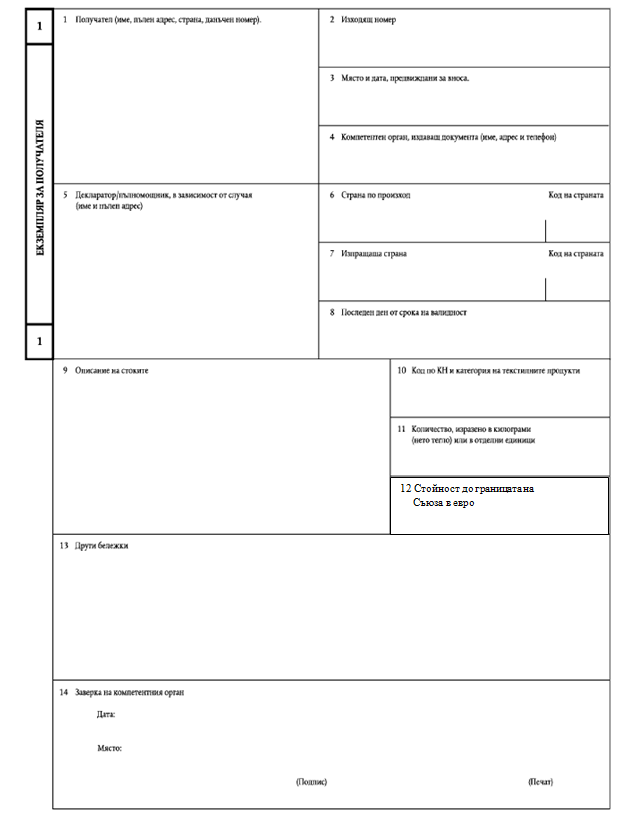 1
ЕКЗЕМПЛЯР ЗА ПОЛУЧАТЕЛЯ
1
1 Получател (име, пълен адрес, страна, данъчен номер).
2 Изходящ номер
3 Място и дата, предвиждани за вноса.
4 Компетентен орган, издаващ документа (име, адрес и телефон)
5 Декларатор/пълномощник, в зависимост от случая
(име и пълен адрес)
6 Страна по произход Код на страната
7 Изпращаща страна Код на страната
8 Последен ден от срока на валидност
9 Описание на стоките
10 Код по КН и категория на текстилните продукти
11 Количество, изразено в килограми
(нето тегло) или в отделни единици
12 Стойност до границата на
Съюза в евро
13 Други бележки
14 Заверка на компетентния орган
Дата:
Място:
(Подпис) (Печат)